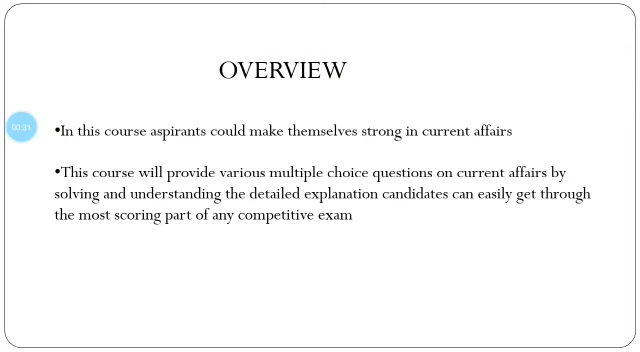 OVERVIEW
00:31
•In this course aspirants could make themselves strong in current affairs
•This course will provide various multiple choice questions on current affairs by
solving and understanding the detailed explanation candidates can easily get through
the most scoring part of any competitive exam